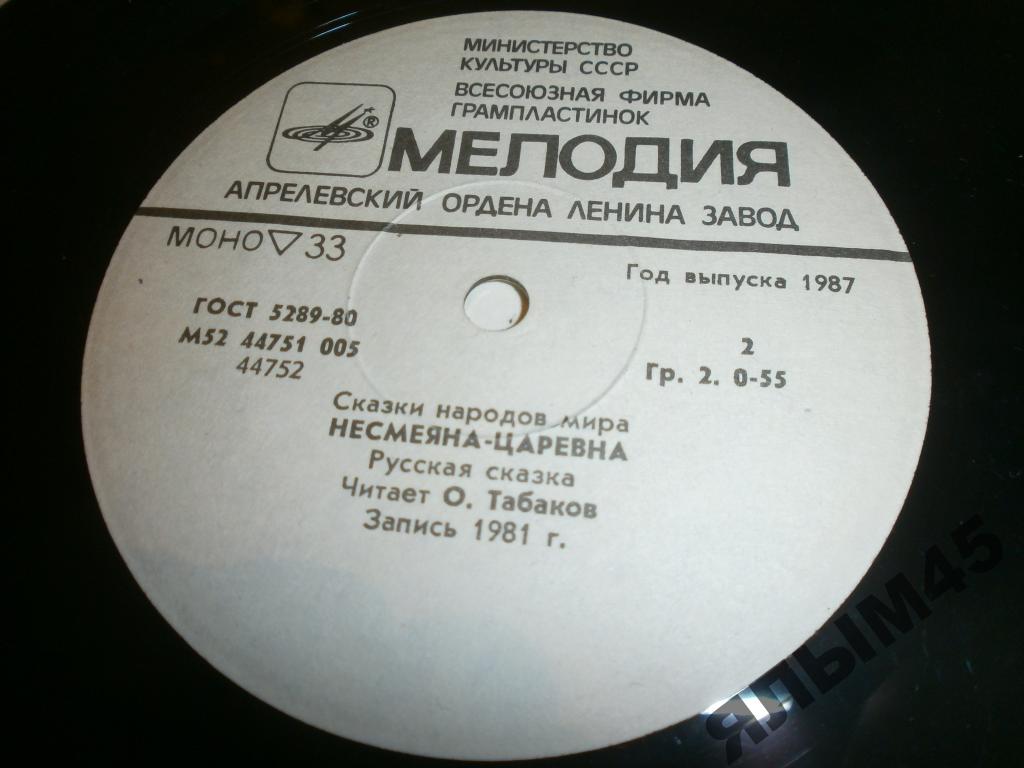 МИНИСТЕРСТВО
КУЛЬТУРЫ СССР
ВСЕСОЮЗНАЯ ФИРМА
ГРАМПЛАСТИНОК
®
МЕЛОДИЯ
АПРЕЛЕВСКИЙ ОРДЕНА ЛЕНИНА ЗАВОД
МОНО ▽ 33
Год выпуска 1987
ГОСТ 5289-80
М52 44751 005
44752
2
Гр. 2. 0-55
Сказки народов мира
НЕСМЕЯНА-ЦАРЕВНА
Русская сказка
Читает О. Табаков
Запись 1981 г.
ЯЛЫМ45